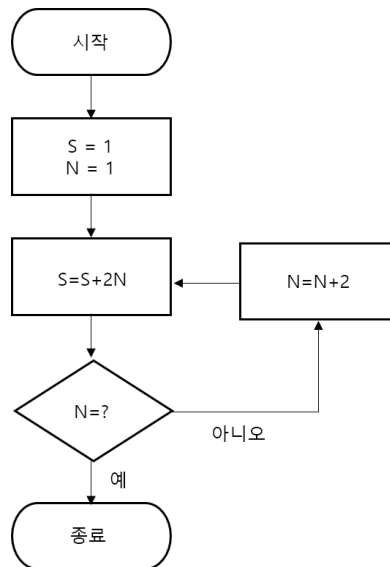 시작
S = 1
N = 1
S=S+2N
N=N+2
N=?
아니오
예
종료